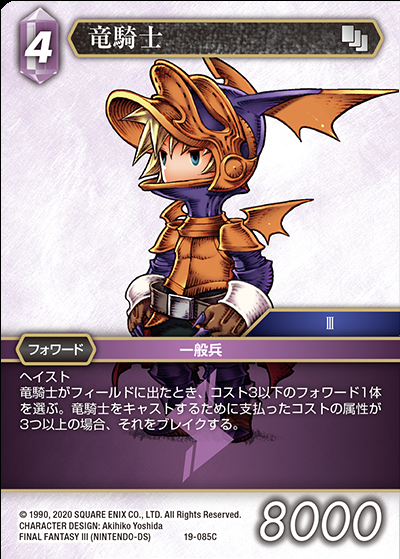 4
竜騎士
III
フォワード
一般兵
ヘイスト
竜騎士がフィールドに出たとき、コスト3以下のフォワード1体
を選ぶ。竜騎士をキャストするために支払ったコストの属性が
3つ以上の場合、それをブレイクする。
© 1990, 2020 SQUARE ENIX CO., LTD. All Rights Reserved.
CHARACTER DESIGN: Akihiko Yoshida
FINAL FANTASY III (NINTENDO-DS) 19-085C
8000